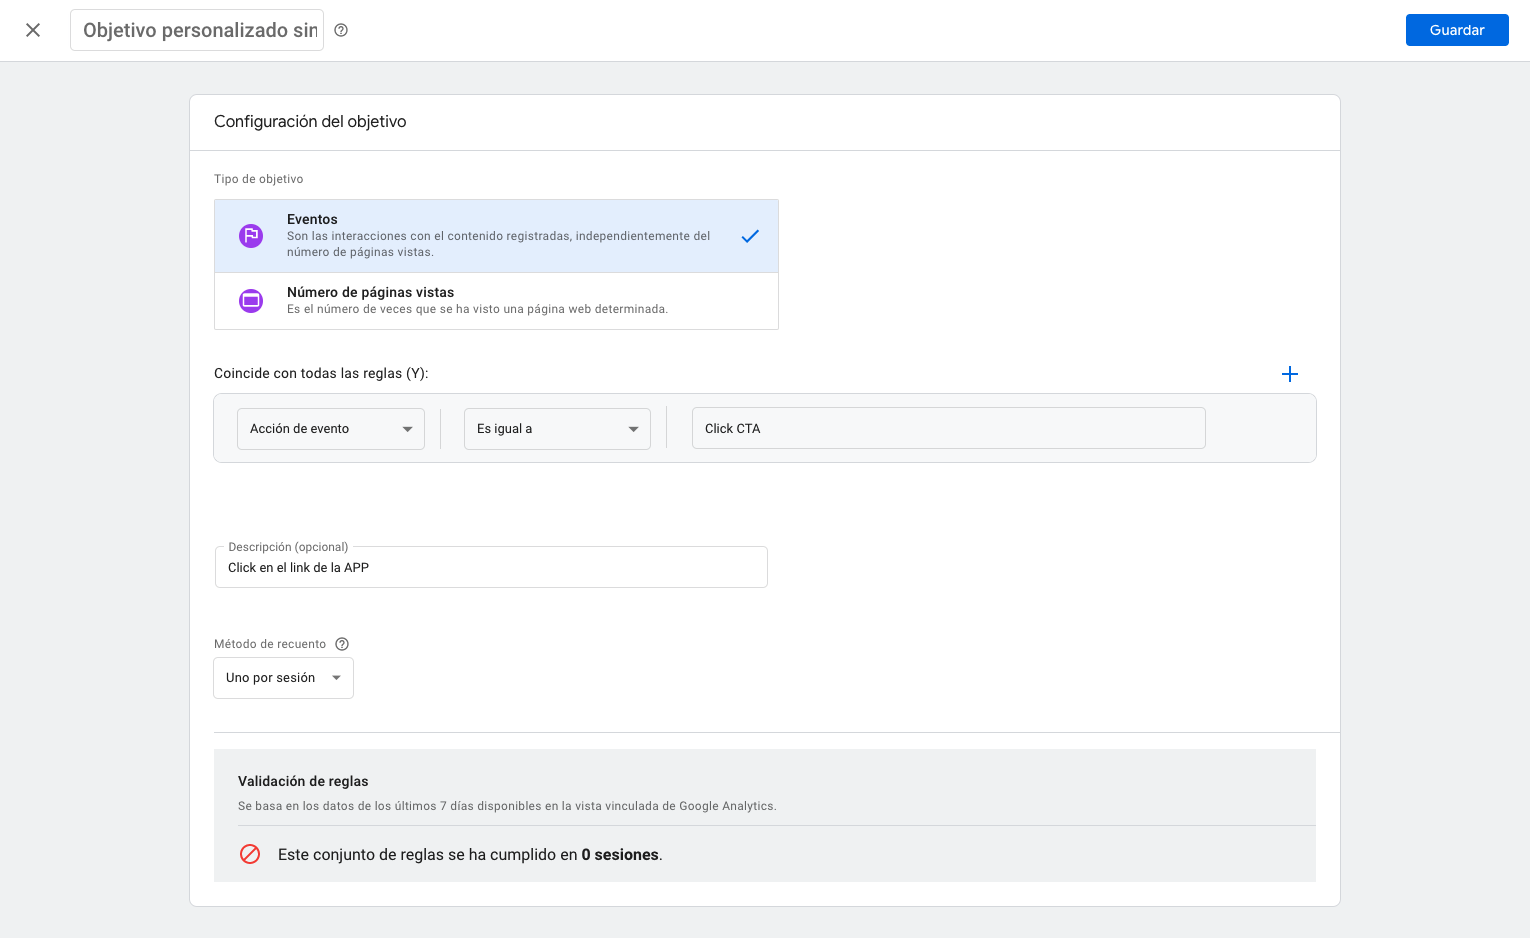 Objetivo personalizado sin
Guardar
Configuración del objetivo
Tipo de objetivo
Eventos
Son las interacciones con el contenido registradas, independientemente del
número de páginas vistas.
Número de páginas vistas
Es el número de veces que se ha visto una página web determinada.
Coincide con todas las reglas (Y):
Acción de evento
Es igual a
Click CTA
Descripción (opcional)
Click en el link de la APP
Método de recuento
Uno por sesión
Validación de reglas
Se basa en los datos de los últimos 7 días disponibles en la vista vinculada de Google Analytics.
Este conjunto de reglas se ha cumplido en 0 sesiones.